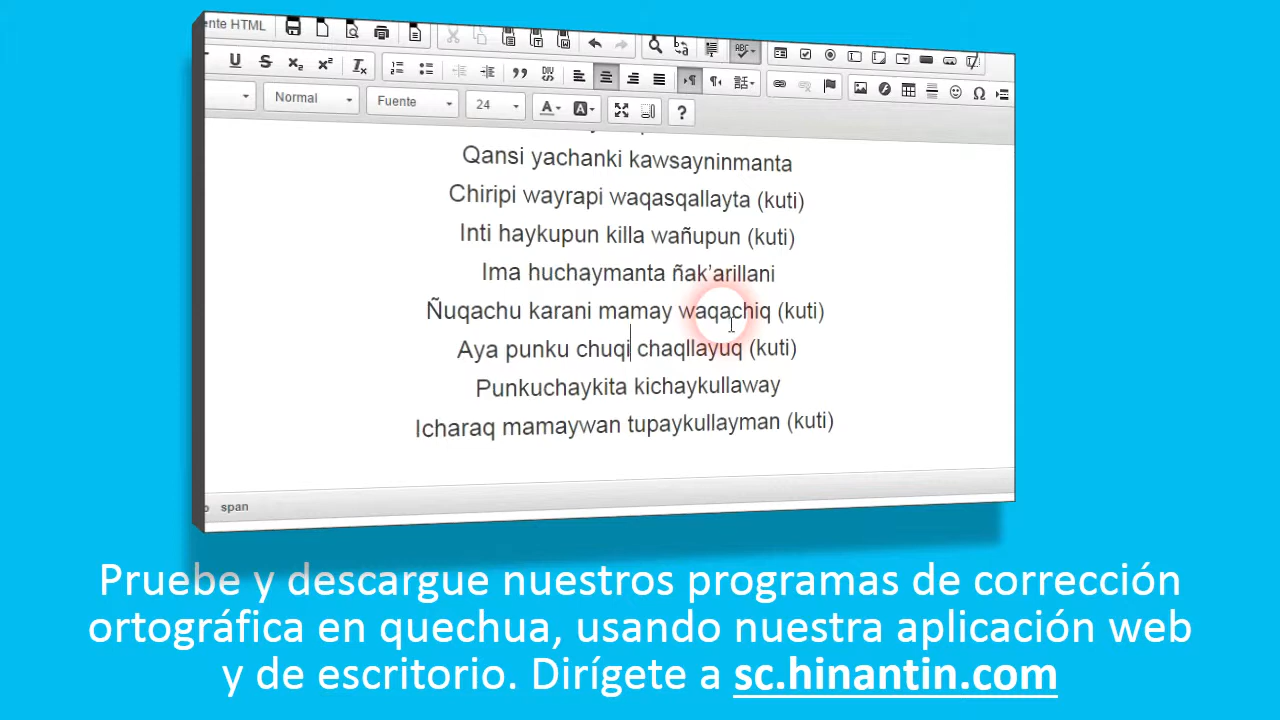 ente HTML
Normal Fuente 24
Qansi yachanki kawsayninmanta
Chiripi wayrapi waqasqallayta (kuti)
Inti haykupun killa wañupun (kuti)
Ima huchaymanta ñak'arillani
Ñuqachu karani mamay waqachiq (kuti)
Aya punku chuqi chaqllayuq (kuti)
Punkuchaykita kichaykullaway
Icharaq mamaywan tupaykullayman (kuti)
span
Pruebe y descargue nuestros programas de corrección
ortográfica en quechua, usando nuestra aplicación web
y de escritorio. Dirígete a sc.hinantin.com